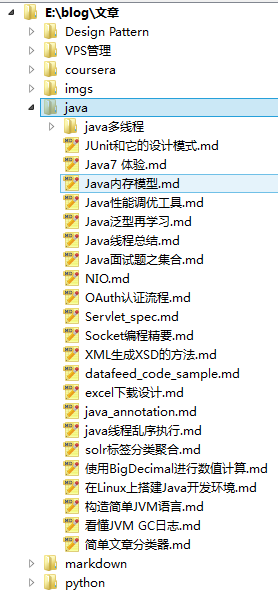 E:\blog\文章
Design Pattern
VPS管理
coursera
imgs
java
java多线程
JUnit和它的设计模式.md
Java7 体验.md
Java内存模型.md
Java性能调优工具.md
Java泛型再学习.md
Java线程总结.md
Java面试题之集合.md
NIO.md
OAuth认证流程.md
Servlet_spec.md
Socket编程精要.md
XML生成XSD的方法.md
datafeed_code_sample.md
excel下载设计.md
java_annotation.md
java线程乱序执行.md
solr标签分类聚合.md
使用BigDecimal进行数值计算.md
在Linux上搭建Java开发环境.md
构造简单JVM语言.md
看懂JVM GC日志.md
简单文章分类器.md
markdown
python